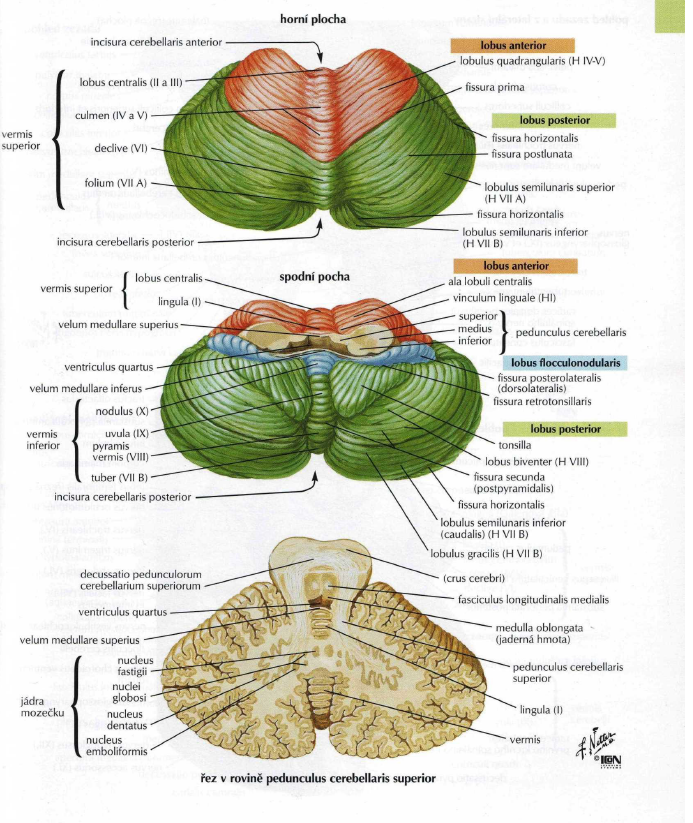 horní plocha
incisura cerebellaris anterior
lobus centralis (II a III)
culmen (IV a V)
vermis
superior
declive (VI)
folium (VII A)
incisura cerebellaris posterior
lobus anterior
lobulus quadrangularis (H IV-V)
fissura prima
lobus posterior
fissura horizontalis
fissura postlunata
lobulus semilunaris superior
(H VII A)
fissura horizontalis
lobulus semilunaris inferior
(H VII B)
spodní pocha
vermis superior
lobus centralis
lingula (I)
velum medullare superius
ventriculus quartus
velum medullare inferus
nodulus (X)
vermis
inferior
uvula (IX)
pyramis
vermis (VIII)
tuber (VII B)
incisura cerebellaris posterior
lobus anterior
ala lobuli centralis
vinculum linguale (HI)
superior
medius
inferior
pedunculus cerebellaris
lobus flocculonodularis
fissura posterolateralis
(dorsolateralis)
fissura retrotonsillaris
lobus posterior
tonsilla
lobus biventer (H VIII)
fissura secunda
(postpyramidalis)
fissura horizontalis
lobulus semilunaris inferior
(caudalis) (H VII B)
lobulus gracilis (H VII B)
decussatio pedunculorum
cerebellarium superiorum
ventriculus quartus
velum medullare superius
jádra
mozečku
nucleus
fastigii
nuclei
globosi
nucleus
dentatus
nucleus
emboliformis
(crus cerebri)
fasciculus longitudinalis medialis
medulla oblongata
(jaderná hmota)
pedunculus cerebellaris
superior
lingula (I)
vermis
F. Netter
M.D.
© ICON
řez v rovině pedunculus cerebellaris superior